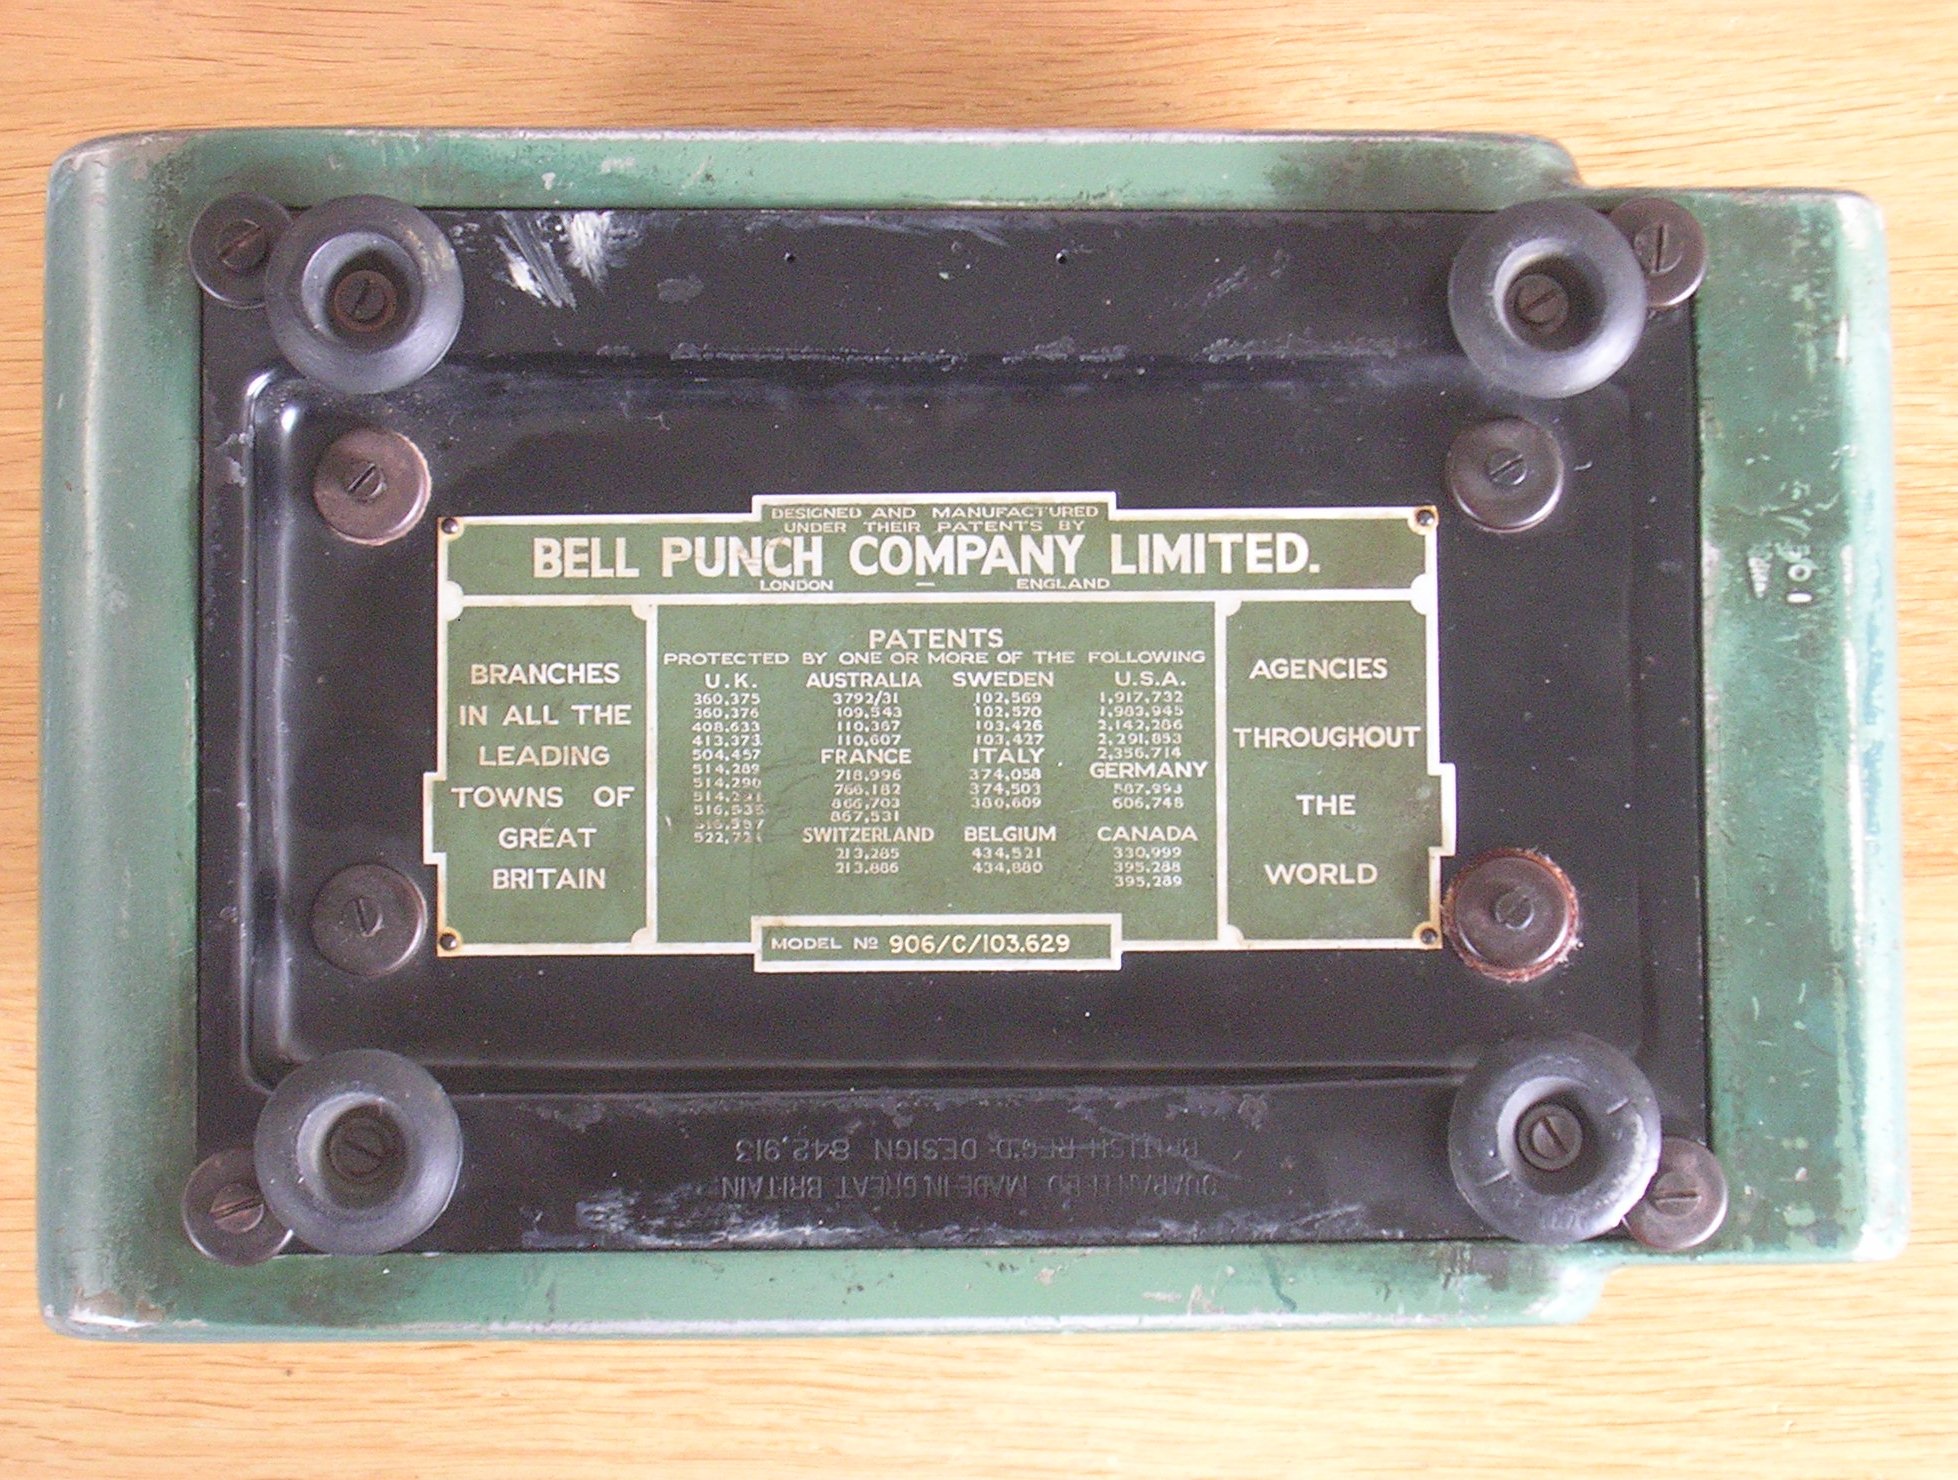 DESIGNED AND MANUFACTURED
UNDER THEIR PATENTS BY
BELL PUNCH COMPANY LIMITED.
LONDON – ENGLAND
BRANCHES
IN ALL THE
LEADING
TOWNS OF
GREAT
BRITAIN
PATENTS
PROTECTED BY ONE OR MORE OF THE FOLLOWING
U.K.
360,375
360,376
408,633
413,373
504,457
514,289
514,290
AUSTRALIA
3792/31
109,543
110,367
110,607
FRANCE
718,996
766,182
866,703
867,531
SWITZERLAND
213,285
213,886
SWEDEN
102,569
102,570
103,426
103,427
ITALY
374,058
374,503
380,609
BELGIUM
434,521
434,880
U.S.A.
1,917,732
1,983,945
2,142,286
2,291,853
2,356,714
GERMANY
606,748
CANADA
330,999
395,288
395,289
AGENCIES
THROUGHOUT
THE
WORLD
MODEL Nº 906/C/103.629
GUARANTEED MADE IN GREAT BRITAIN
BRITISH REG'D. DESIGN 842,913